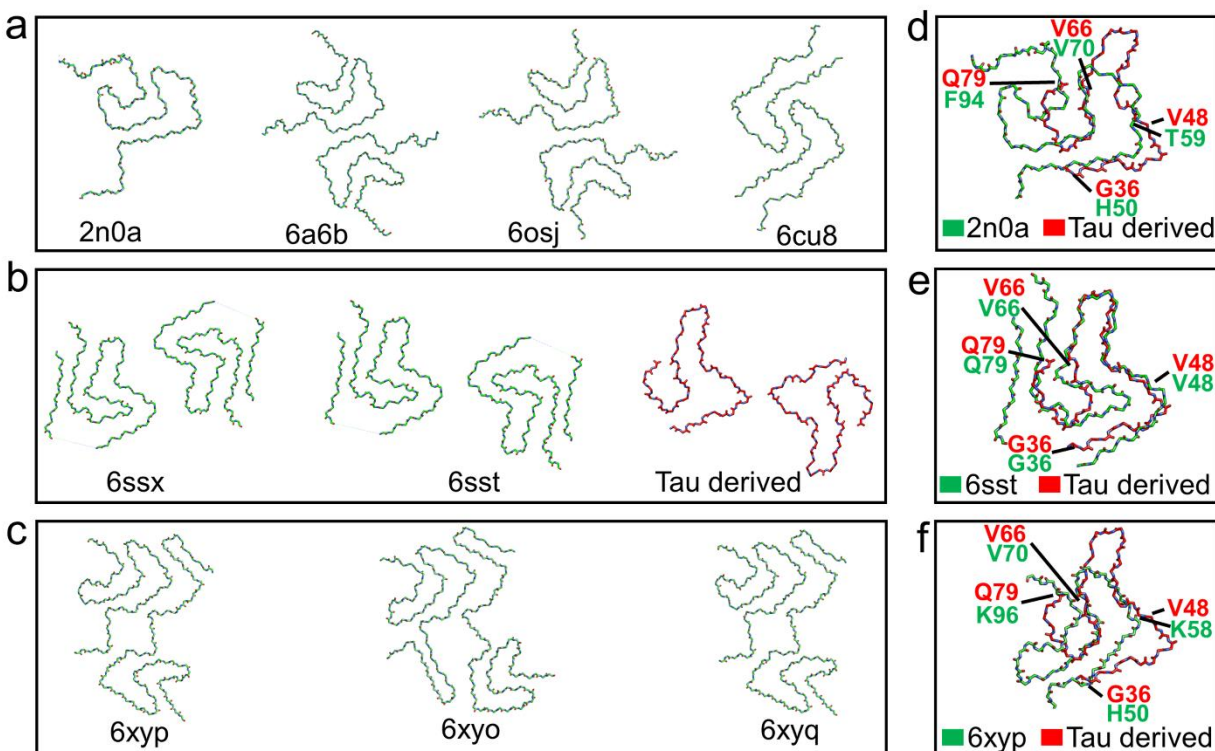 a
2n0a
6a6b
6osj
6cu8
d
V66
V70
Q79
F94
V48
T59
G36
H50
2n0a Tau derived
b
6ssx
6sst
Tau derived
e
V66
V66
Q79
Q79
V48
V48
G36
G36
6sst Tau derived
c
6xyp
6xyo
6xyq
f
V66
V70
Q79
K96
V48
K58
G36
H50
6xyp Tau derived